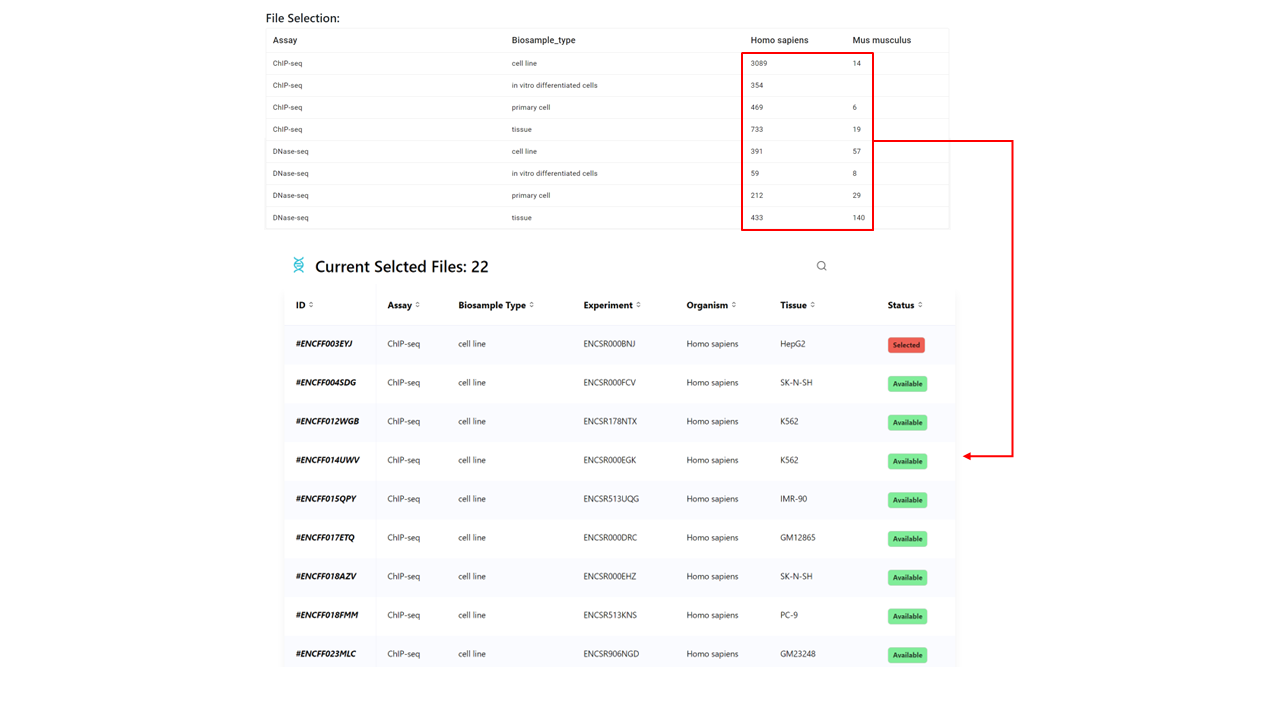 File Selection:
Assay Biosample_type Homo sapiens Mus musculus
ChIP-seq cell line 3089 14
ChIP-seq in vitro differentiated cells 354
ChIP-seq primary cell 469 6
ChIP-seq tissue 733 19
DNase-seq cell line 391 57
DNase-seq in vitro differentiated cells 59 8
DNase-seq primary cell 212 29
DNase-seq tissue 433 140
Current Selcted Files: 22
ID Assay Biosample Type Experiment Organism Tissue Status
#ENCFF003EYJ ChIP-seq cell line ENCSR000BNJ Homo sapiens HepG2 Selected
#ENCFF004SDG ChIP-seq cell line ENCSR000FCV Homo sapiens SK-N-SH Available
#ENCFF012WGB ChIP-seq cell line ENCSR178NTX Homo sapiens K562 Available
#ENCFF014UWV ChIP-seq cell line ENCSR000EGK Homo sapiens K562 Available
#ENCFF015QPY ChIP-seq cell line ENCSR513UQG Homo sapiens IMR-90 Available
#ENCFF017ETQ ChIP-seq cell line ENCSR000DRC Homo sapiens GM12865 Available
#ENCFF018AZV ChIP-seq cell line ENCSR000EHZ Homo sapiens SK-N-SH Available
#ENCFF018FMM ChIP-seq cell line ENCSR513KNS Homo sapiens PC-9 Available
#ENCFF023MLC ChIP-seq cell line ENCSR906NGD Homo sapiens GM23248 Available